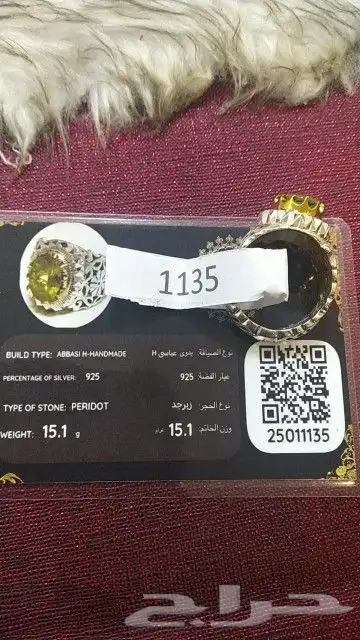 1135
BUILD TYPE: ABBASI H-HANDMADE
نوع الصياغة: يدوي عباسي H
PERCENTAGE OF SILVER: 925
عيار الفضة: 925
TYPE OF STONE: PERIDOT
نوع الحجر: زبرجد
WEIGHT: 15.1 g
وزن الخاتم: 15.1 غرام
25011135
حراج